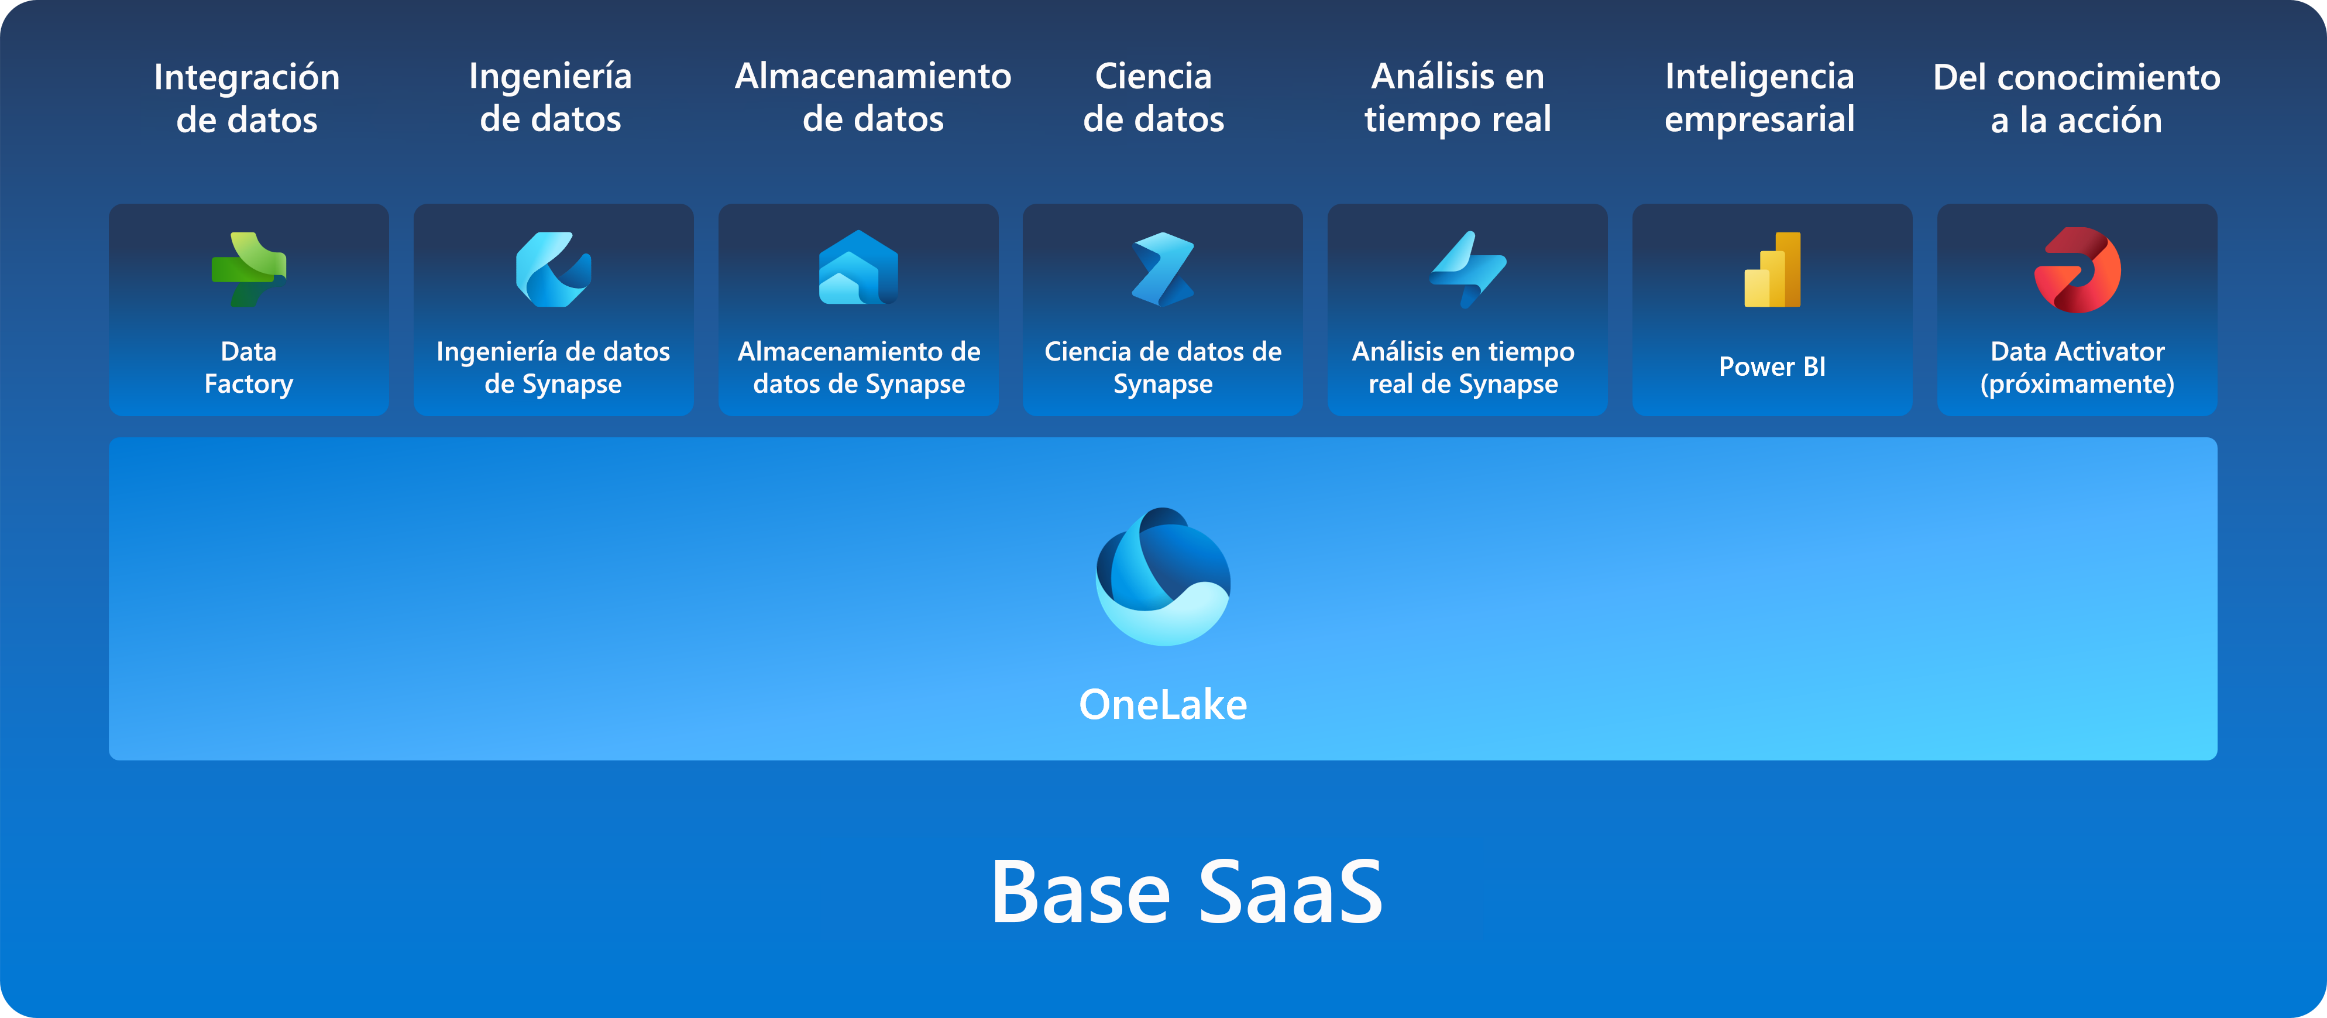 Integración
de datos
Ingeniería
de datos
Almacenamiento
de datos
Ciencia
de datos
Análisis en
tiempo real
Inteligencia
empresarial
Del conocimiento
a la acción
Data
Factory
Ingeniería de datos
de Synapse
Almacenamiento de
datos de Synapse
Ciencia de datos de
Synapse
Análisis en tiempo
real de Synapse
Power BI
Data Activator
(próximamente)
OneLake
Base SaaS